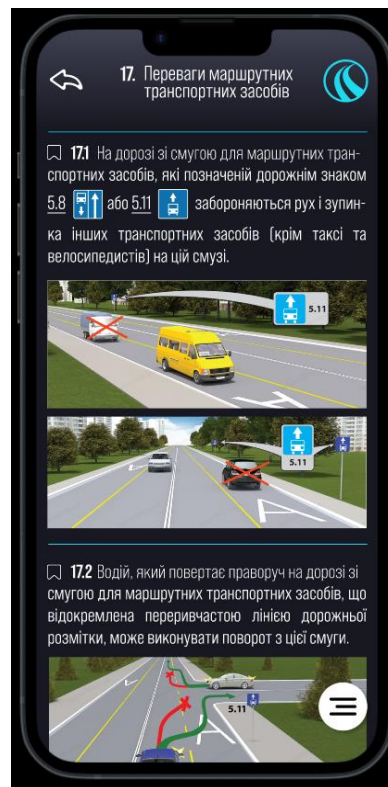 17. Переваги маршрутних
транспортних засобів
17.1 На дорозі зі смугою для маршрутних тран-
спортних засобів, які позначеній дорожнім знаком
5.8 або 5.11 забороняються рух і зупин-
ка інших транспортних засобів (крім таксі та
велосипедистів) на цій смузі.
5.11
5.11
A
17.2 Водій, який повертає праворуч на дорозі зі
смугою для маршрутних транспортних засобів, що
відокремлена переривчастою лінією дорожньої
розмітки, може виконувати поворот з цієї смуги.
5.11
A